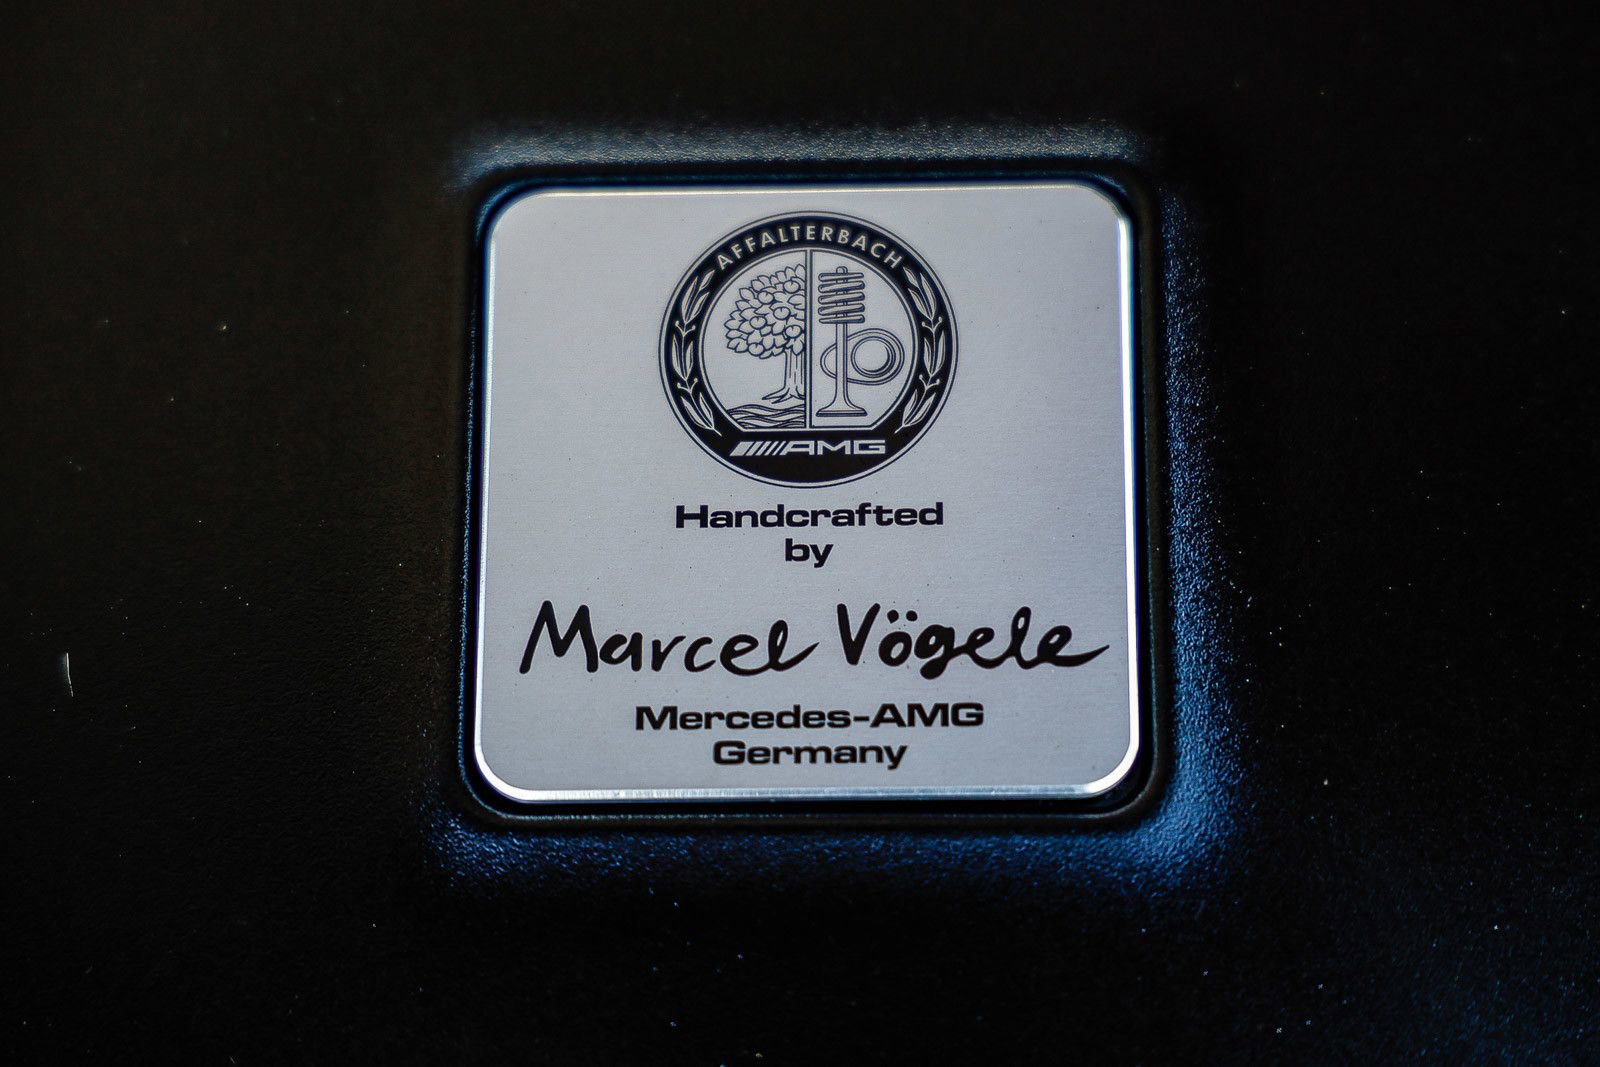 AFFALTERBACH
AMG
Handcrafted
by
Marcel Vögele
Mercedes-AMG
Germany